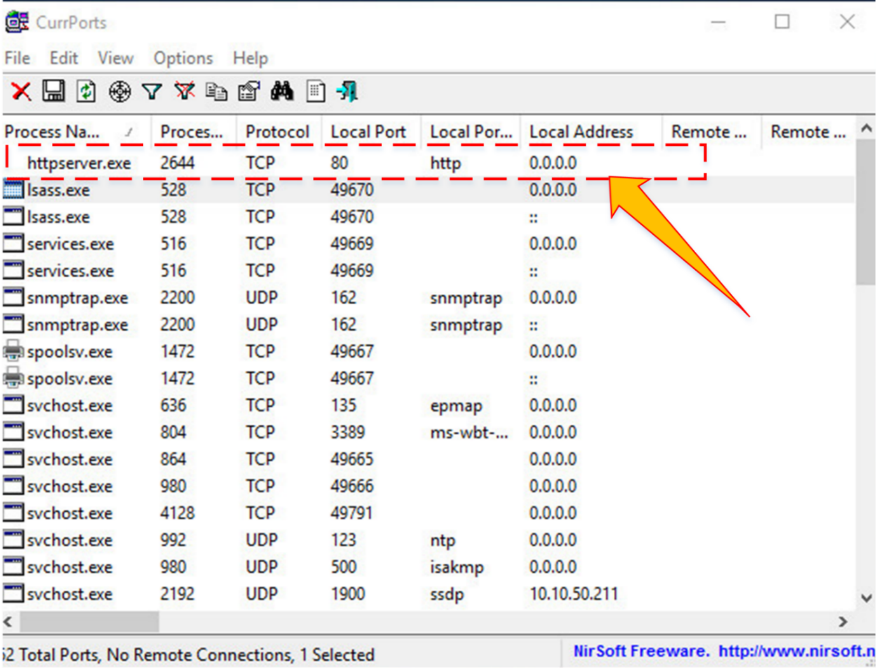 CurrPorts
File Edit View Options Help
Process Na... / Proces... Protocol Local Port Local Por... Local Address Remote ... Remote ...
httpserver.exe 2644 TCP 80 http 0.0.0.0
lsass.exe 528 TCP 49670 0.0.0.0
lsass.exe 528 TCP 49670 ::
services.exe 516 TCP 49669 0.0.0.0
services.exe 516 TCP 49669 ::
snmptrap.exe 2200 UDP 162 snmptrap 0.0.0.0
snmptrap.exe 2200 UDP 162 snmptrap ::
spoolsv.exe 1472 TCP 49667 0.0.0.0
spoolsv.exe 1472 TCP 49667 ::
svchost.exe 636 TCP 135 epmap 0.0.0.0
svchost.exe 804 TCP 3389 ms-wbt-... 0.0.0.0
svchost.exe 864 TCP 49665 0.0.0.0
svchost.exe 980 TCP 49666 0.0.0.0
svchost.exe 4128 TCP 49791 0.0.0.0
svchost.exe 992 UDP 123 ntp 0.0.0.0
svchost.exe 980 UDP 500 isakmp 0.0.0.0
svchost.exe 2192 UDP 1900 ssdp 10.10.50.211
2 Total Ports, No Remote Connections, 1 Selected NirSoft Freeware. http://www.nirsoft.n